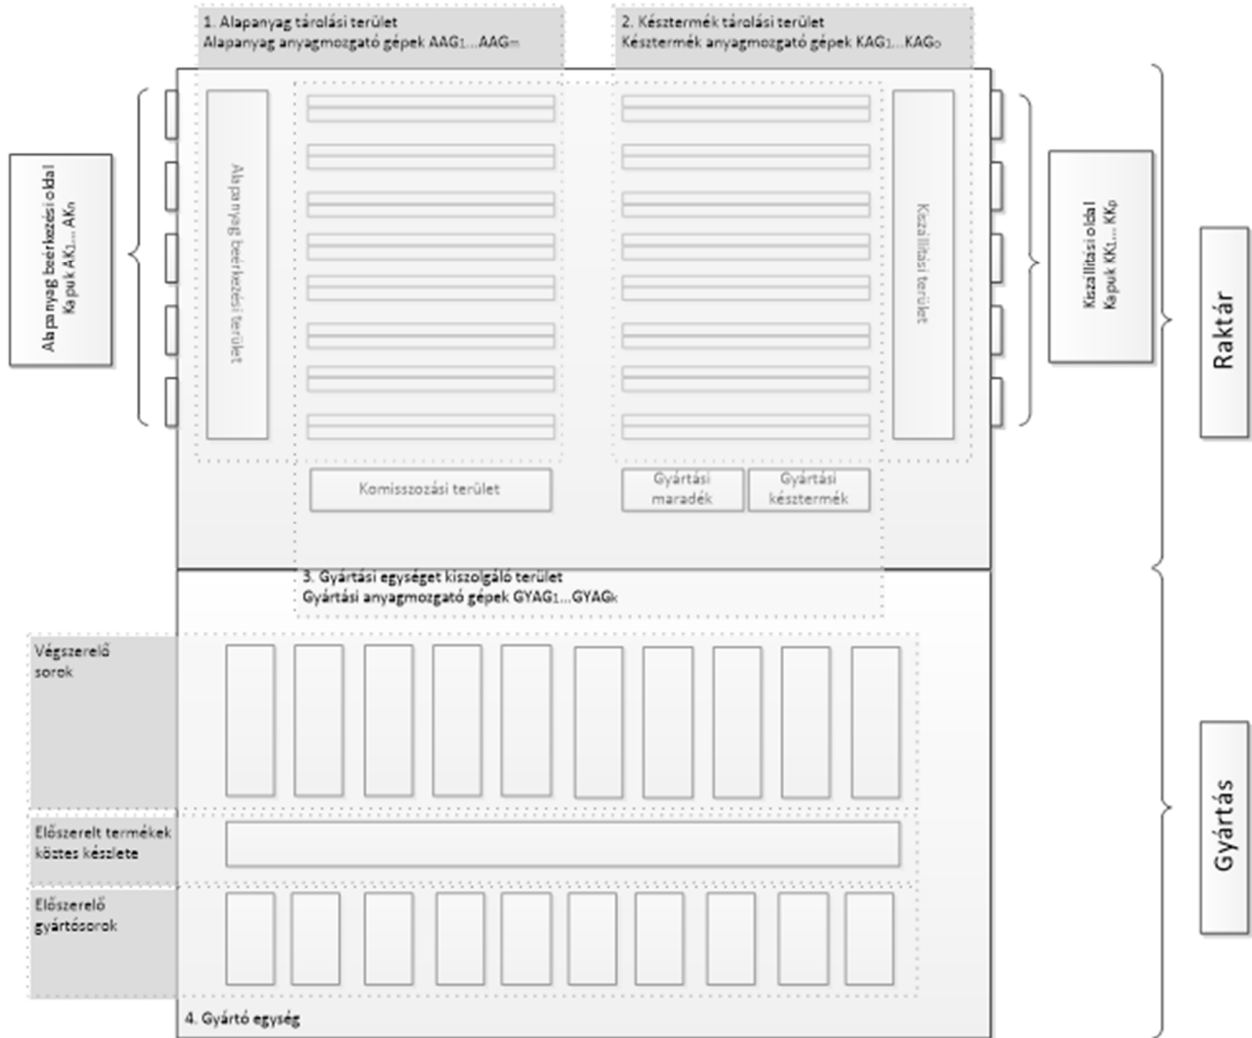 1. Alapanyag tárolási terület
Alapanyag anyagmozgató gépek AAG1...AAGm
2. Késztermék tárolási terület
Késztermék anyagmozgató gépek KAG1...KAGo
Alapanyag beérkezési oldal
Kapuk AK1... AKn
Alapanyag beérkezési terület
Kiszállítási terület
Kiszállítási oldal
Kapuk KK1... KKp
Raktár
Komisszozási terület
Gyártási
maradék
Gyártási
késztermék
3. Gyártási egységet kiszolgáló terület
Gyártási anyagmozgató gépek GYAG1...GYAGk
Végszerelő
sorok
Előszerelt termékek
köztes készlete
Előszerelő
gyártósorok
Gyártás
4. Gyártó egység